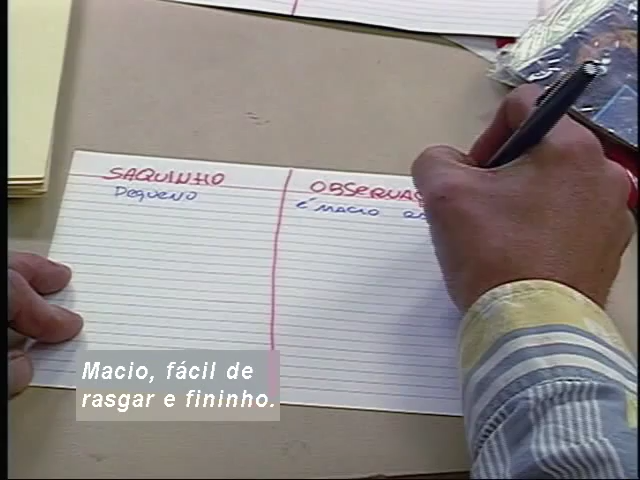 SAQUINHO
PEQUENO
OBSERVAÇ
É MACIO
Macio, fácil de
rasgar e fininho.